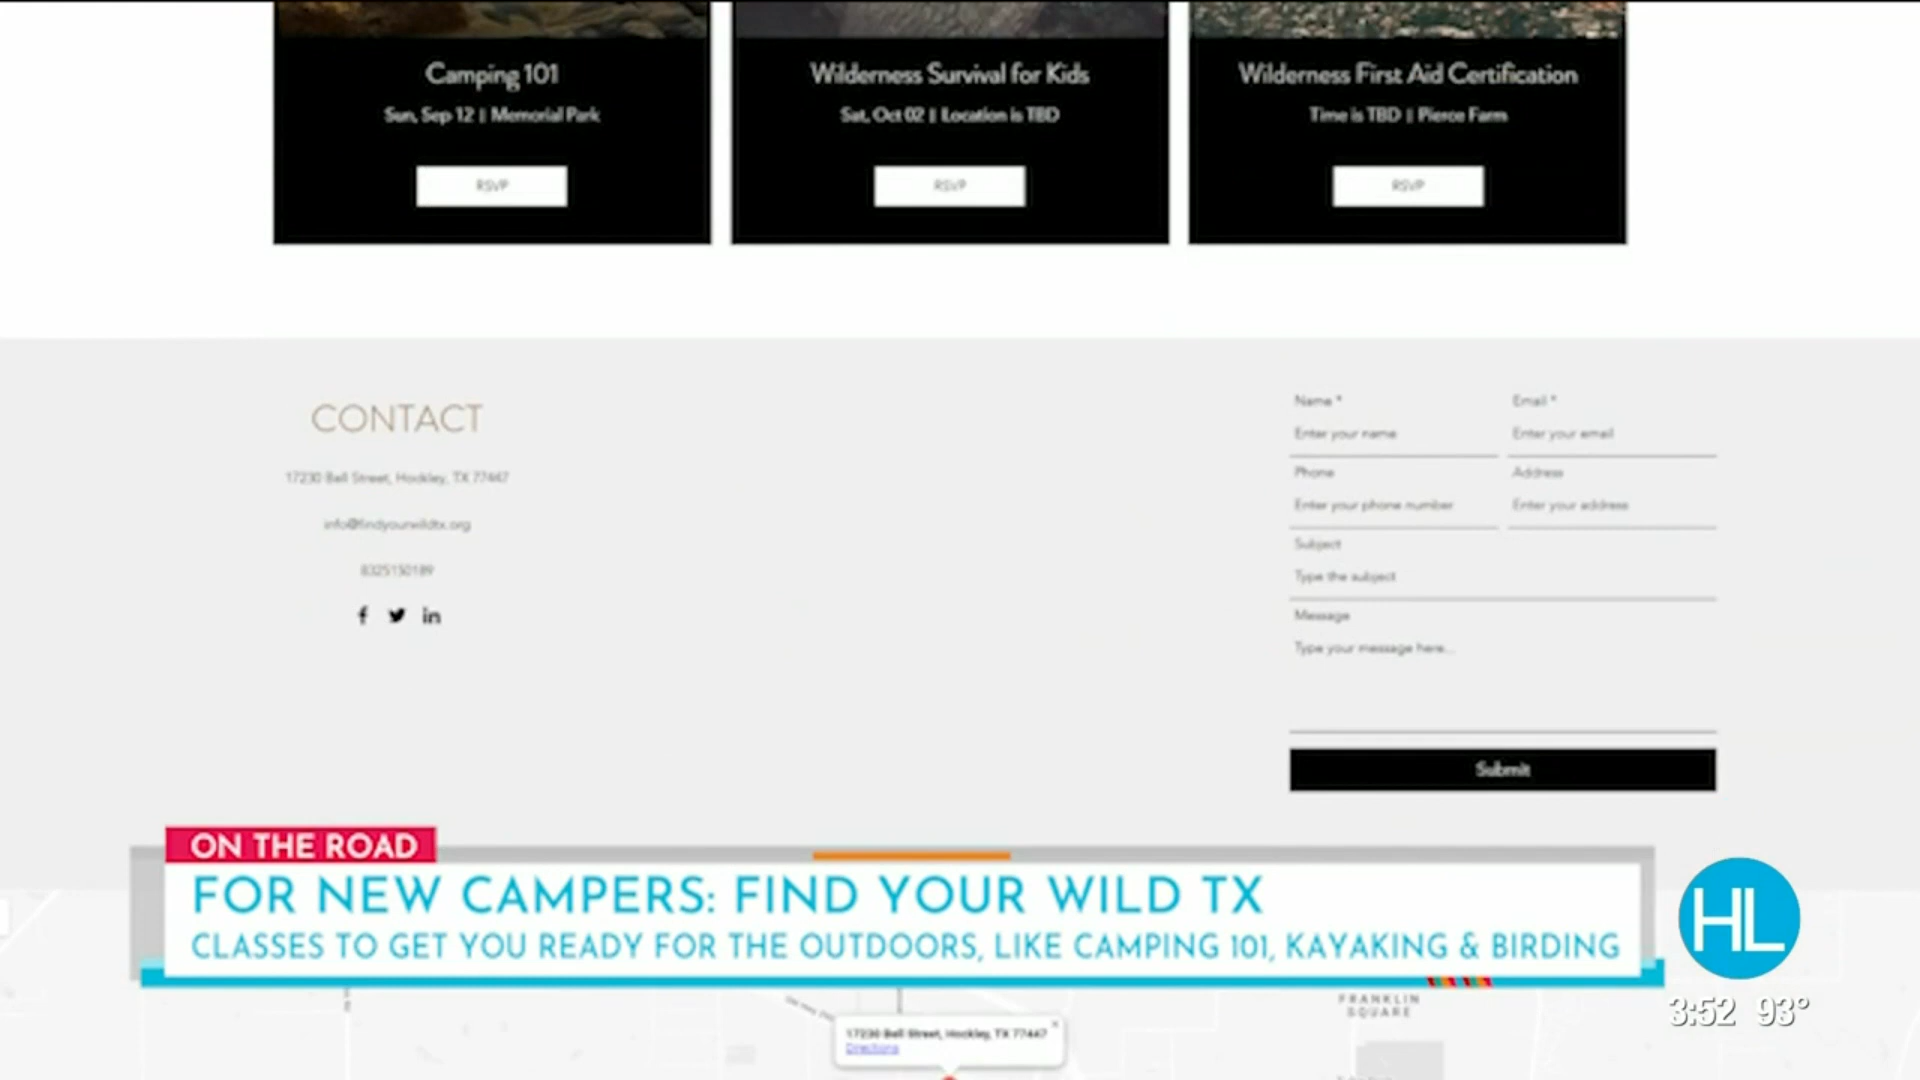 Camping 101
Sun, Sep 12 | Memorial Park
RSVP
Wilderness Survival for Kids
Sat, Oct 02 | Location is TBD
RSVP
Wilderness First Aid Certification
Time is TBD | Pierce Farm
RSVP
CONTACT
17230 Bell Street, Hockley, TX 77447
info@findyourwildtx.org
8325150189
Name *
Enter your name
Email *
Enter your email
Phone
Enter your phone number
Address
Enter your address
Subject
Type the subject
Message
Type your message here...
Submit
ON THE ROAD
FOR NEW CAMPERS: FIND YOUR WILD TX
CLASSES TO GET YOU READY FOR THE OUTDOORS, LIKE CAMPING 101, KAYAKING & BIRDING
HL
3:52 93°
FRANKLIN
SQUARE
17230 Bell Street, Hockley, TX 77447
Directions